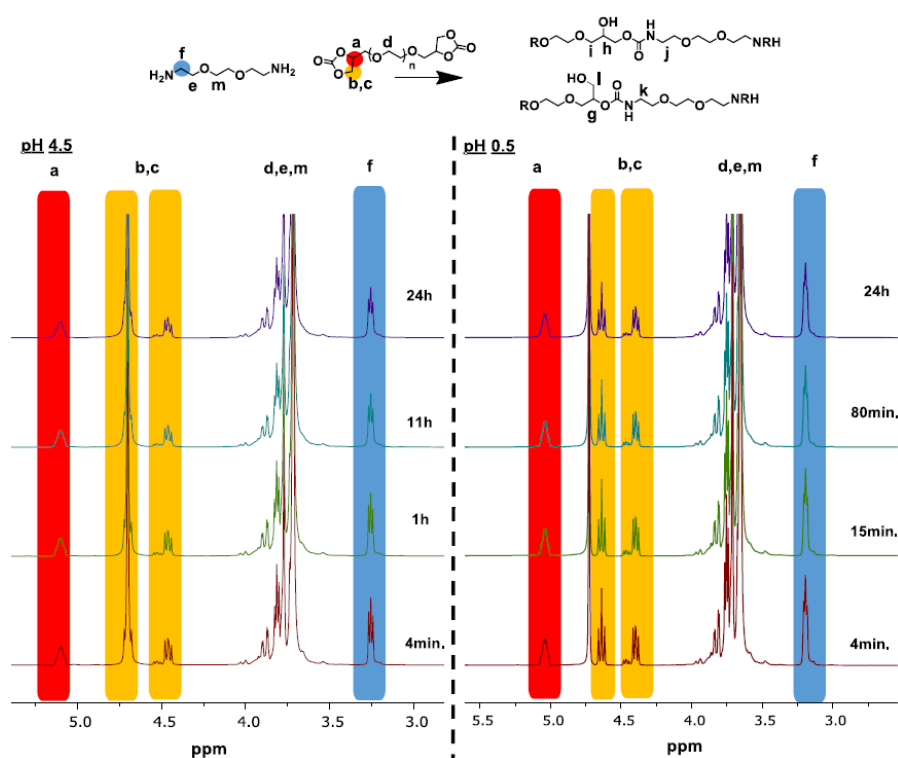 OH
RO O O N H O O NHR
i h j
f a d
H2N O O NH2 O O O O (O )n O O O O
e m b,c
HO l k
RO O O N H O O NHR
g
pH 4.5 pH 0.5
a b,c d,e,m f a b,c d,e,m f
24h 24h
11h 80min.
1h 15min.
4min. 4min.
5.0 4.5 4.0 3.5 3.0 5.5 5.0 4.5 4.0 3.5 3.0
ppm ppm